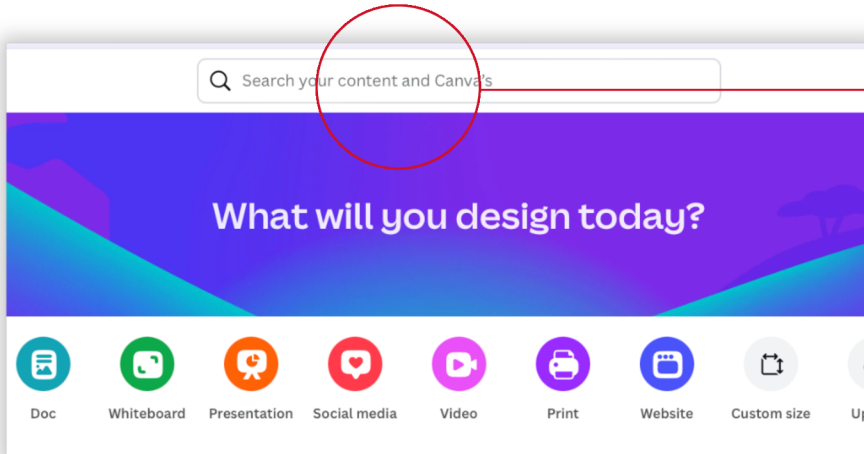 Search your content and Canva's
What will you design today?
Doc
Whiteboard
Presentation
Social media
Video
Print
Website
Custom size